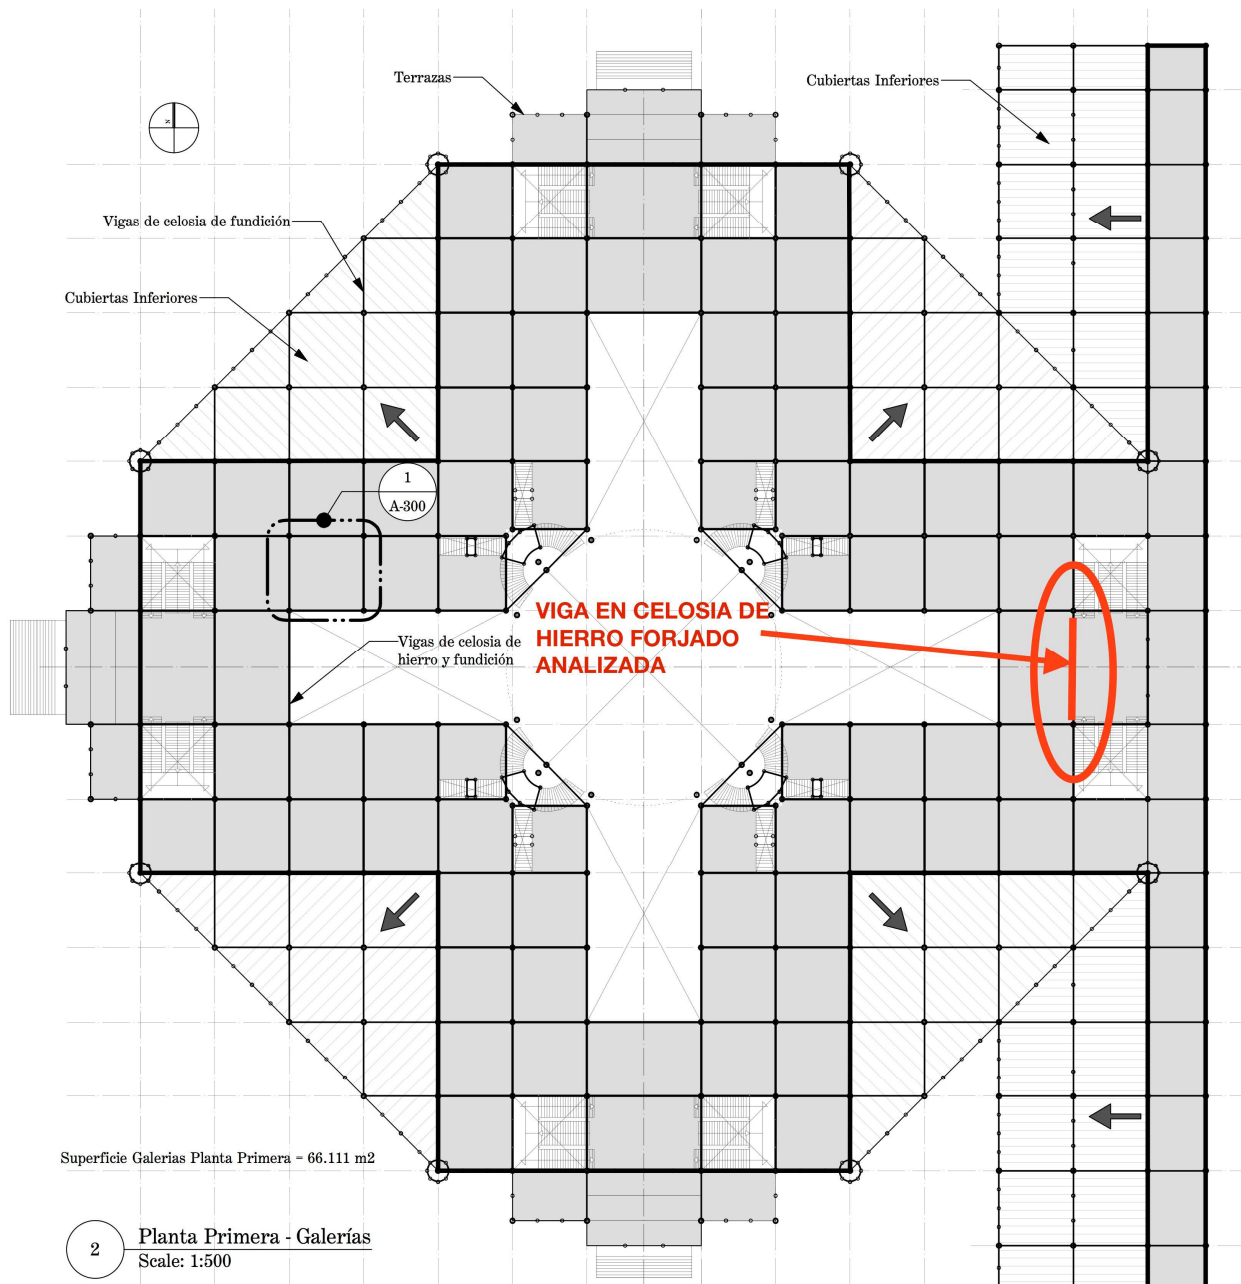 Terrazas
Cubiertas Inferiores
N
Vigas de celosia de fundición
Cubiertas Inferiores
1
A-300
VIGA EN CELOSIA DE
HIERRO FORJADO
ANALIZADA
Vigas de celosia de
hierro y fundición
Superficie Galerias Planta Primera = 66.111 m2
2
Planta Primera - Galerías
Scale: 1:500